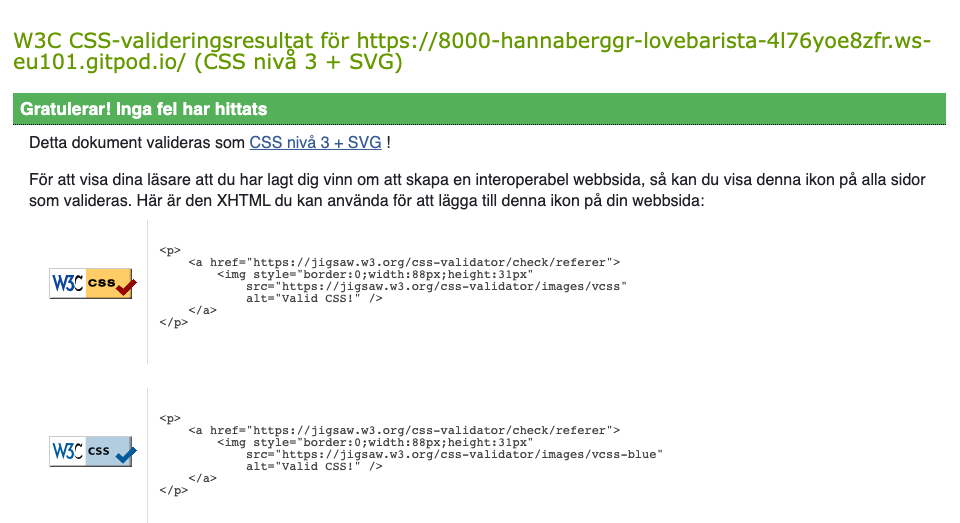 W3C CSS-valideringsresultat för https://8000-hannaberggr-lovebarista-4l76yoe8zfr.ws-
eu101.gitpod.io/ (CSS nivå 3 + SVG)
Gratulerar! Inga fel har hittats
Detta dokument valideras som CSS nivå 3 + SVG !
För att visa dina läsare att du har lagt dig vinn om att skapa en interoperabel webbsida, så kan du visa denna ikon på alla sidor
som valideras. Här är den XHTML du kan använda för att lägga till denna ikon på din webbsida:
W3C css
<p>
    <a href="https://jigsaw.w3.org/css-validator/check/referer">
        <img style="border:0;width:88px;height:31px"
            src="https://jigsaw.w3.org/css-validator/images/vcss"
            alt="Valid CSS!" />
    </a>
</p>
W3C css
<p>
    <a href="https://jigsaw.w3.org/css-validator/check/referer">
        <img style="border:0;width:88px;height:31px"
            src="https://jigsaw.w3.org/css-validator/images/vcss-blue"
            alt="Valid CSS!" />
    </a>
</p>